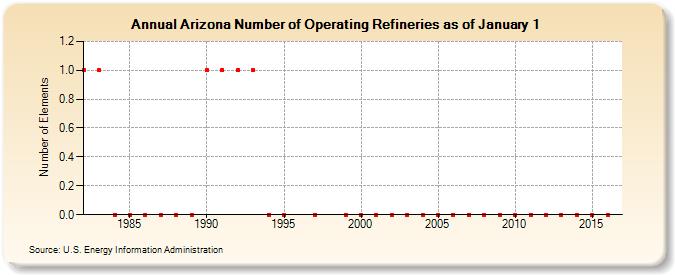 Annual Arizona Number of Operating Refineries as of January 1
Number of Elements
1.2
1.0
0.8
0.6
0.4
0.2
0.0
1985 1990 1995 2000 2005 2010 2015
Source: U.S. Energy Information Administration